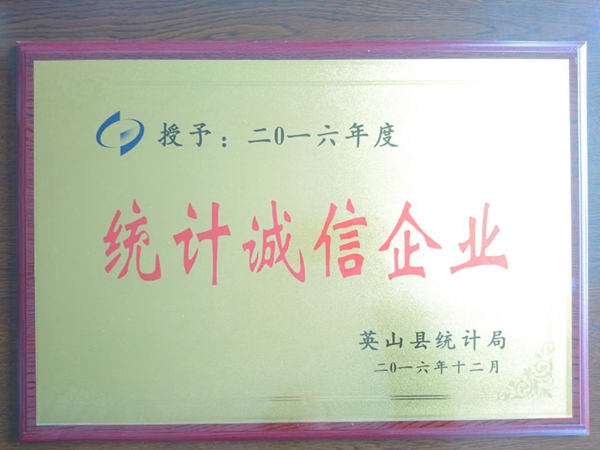 授予：二0一六年度
统计诚信企业
英山县统计局
二0一六年十二月